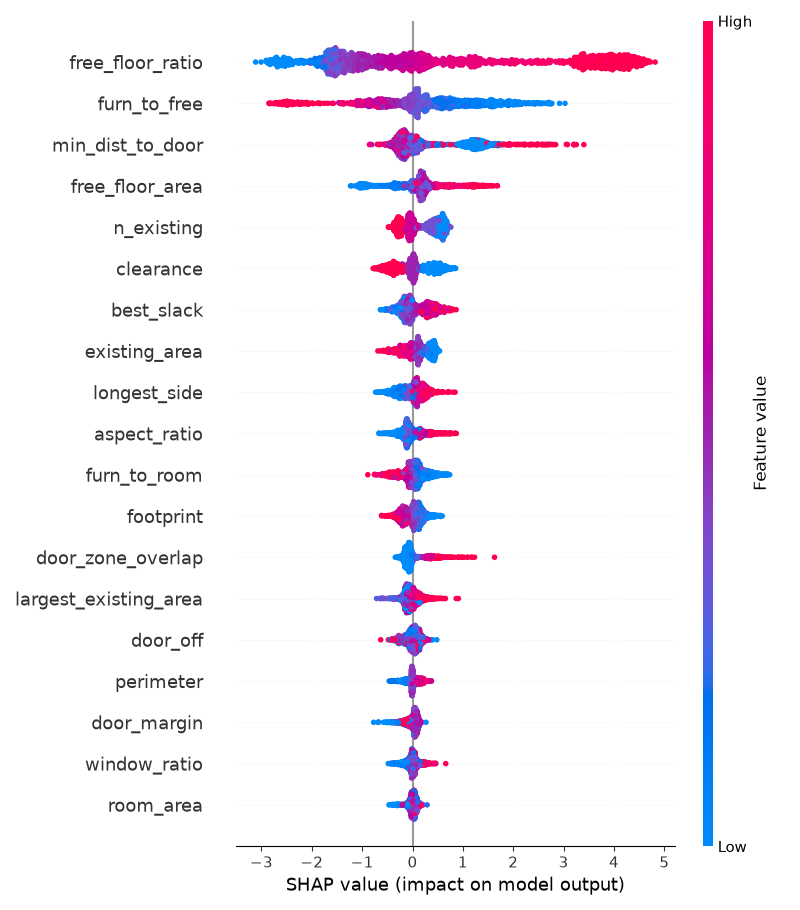 High
free_floor_ratio
furn_to_free
min_dist_to_door
free_floor_area
n_existing
clearance
best_slack
existing_area
longest_side
aspect_ratio
furn_to_room
footprint
door_zone_overlap
largest_existing_area
door_off
perimeter
door_margin
window_ratio
room_area
Feature value
Low
−3 −2 −1 0 1 2 3 4 5
SHAP value (impact on model output)